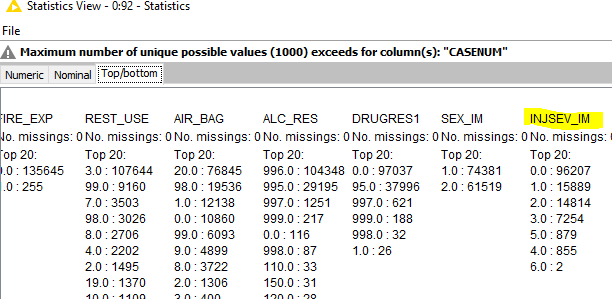 Statistics View - 0:92 - Statistics
File
Maximum number of unique possible values (1000) exceeds for column(s): "CASENUM"
Numeric Nominal Top/bottom
FIRE_EXP REST_USE AIR_BAG ALC_RES DRUGRES1 SEX_IM INJSEV_IM
No. missings: 0 No. missings: 0 No. missings: 0 No. missings: 0 No. missings: 0 No. missings: 0 No. missings: 0
Top 20: Top 20: Top 20: Top 20: Top 20: Top 20: Top 20:
0.0 : 135645 3.0 : 107644 20.0 : 76845 996.0 : 104348 0.0 : 97037 1.0 : 74381 0.0 : 96207
1.0 : 255 99.0 : 9160 98.0 : 19536 995.0 : 29195 95.0 : 37996 2.0 : 61519 1.0 : 15889
7.0 : 3503 1.0 : 12138 997.0 : 1251 997.0 : 621 2.0 : 14814
98.0 : 3026 0.0 : 10860 999.0 : 217 999.0 : 188 3.0 : 7254
8.0 : 2706 99.0 : 6093 0.0 : 116 998.0 : 32 5.0 : 879
4.0 : 2202 9.0 : 4899 998.0 : 87 1.0 : 26 4.0 : 855
2.0 : 1495 8.0 : 3722 110.0 : 33 6.0 : 2
19.0 : 1370 2.0 : 1306 150.0 : 31
10.0 : 1109 3.0 : 400 120.0 : 28